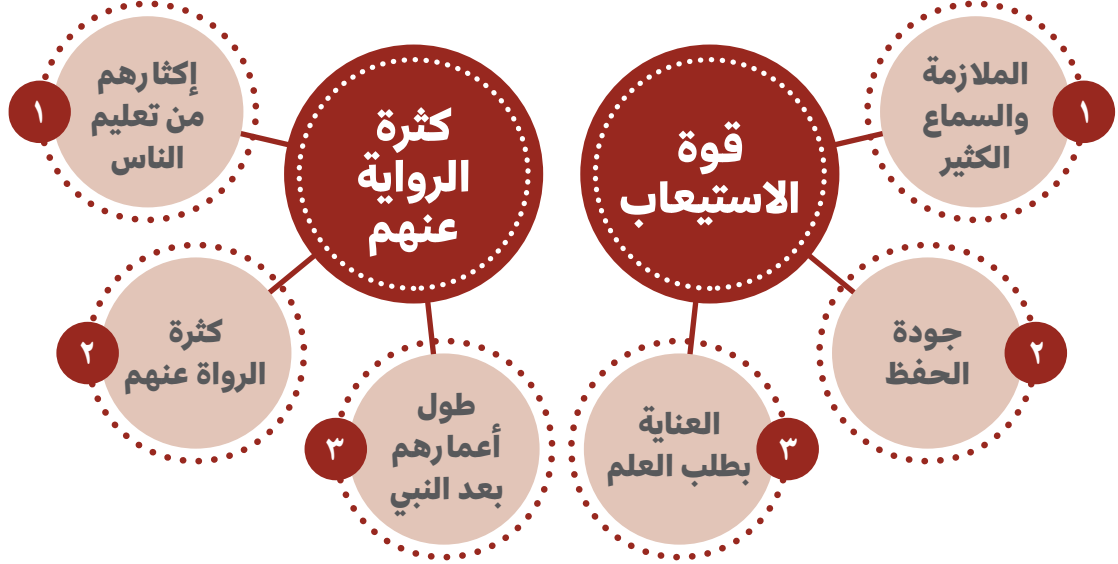 قوة
الاستيعاب
١
الملازمة
والسماع
الكثير
٢
جودة
الحفظ
٣
العناية
بطلب العلم
كثرة
الرواية
عنهم
١
إكثارهم
من تعليم
الناس
٢
كثرة
الرواة عنهم
٣
طول
أعمارهم
بعد النبي